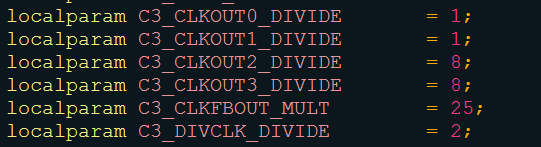 localparam C3_CLKOUT0_DIVIDE = 1;
localparam C3_CLKOUT1_DIVIDE = 1;
localparam C3_CLKOUT2_DIVIDE = 8;
localparam C3_CLKOUT3_DIVIDE = 8;
localparam C3_CLKFBOUT_MULT = 25;
localparam C3_DIVCLK_DIVIDE = 2;